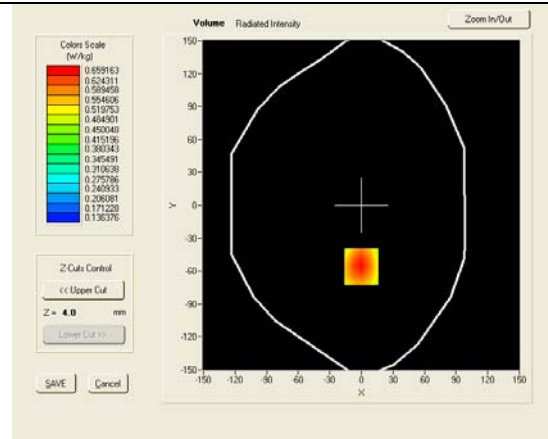 Volume Radiated Intensity
Zoom In/Out
Colors Scale
(W/kg)
0.659163
0.624311
0.589458
0.554606
0.519753
0.484901
0.450048
0.415196
0.380343
0.345491
0.310638
0.275786
0.240933
0.206081
0.171228
0.136376
150
90
30
0
-30
-60
-90
-120
-150
Y
-150 -120 -90 -60 -30 0 30 60 90 120 150
X
Z-Cuts Control
<< Upper Cut
Z = 4.0 mm
Lower Cut >>
SAVE
Cancel